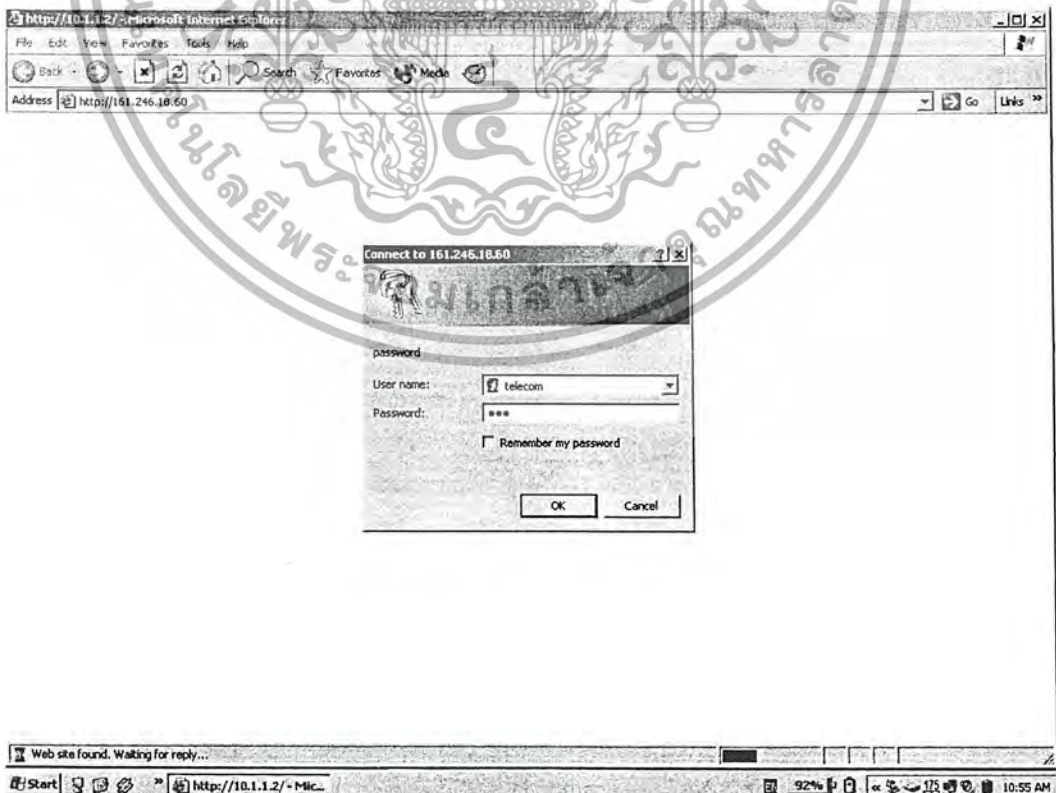 http://10.1.1.2/ - Microsoft Internet Explorer
File Edit View Favorites Tools Help
Back Search Favorites Media
Address http://161.246.18.60 Go Links »
Connect to 161.246.18.60
password
User name: telecom
Password: •••
Remember my password
OK Cancel
Web site found. Waiting for reply...
Start » http://10.1.1.2/ - Mic... 92% « 175 10:55 AM